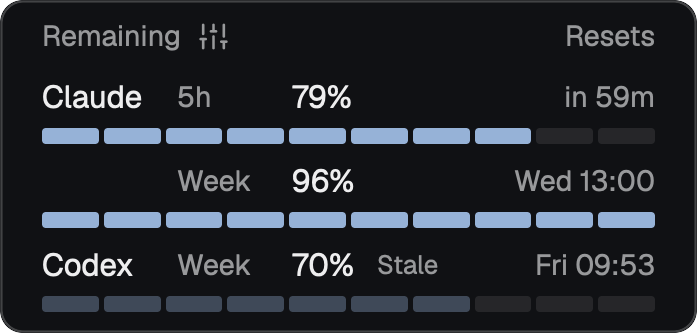 Remaining Resets
Claude 5h 79% in 59m
Week 96% Wed 13:00
Codex Week 70% Stale Fri 09:53